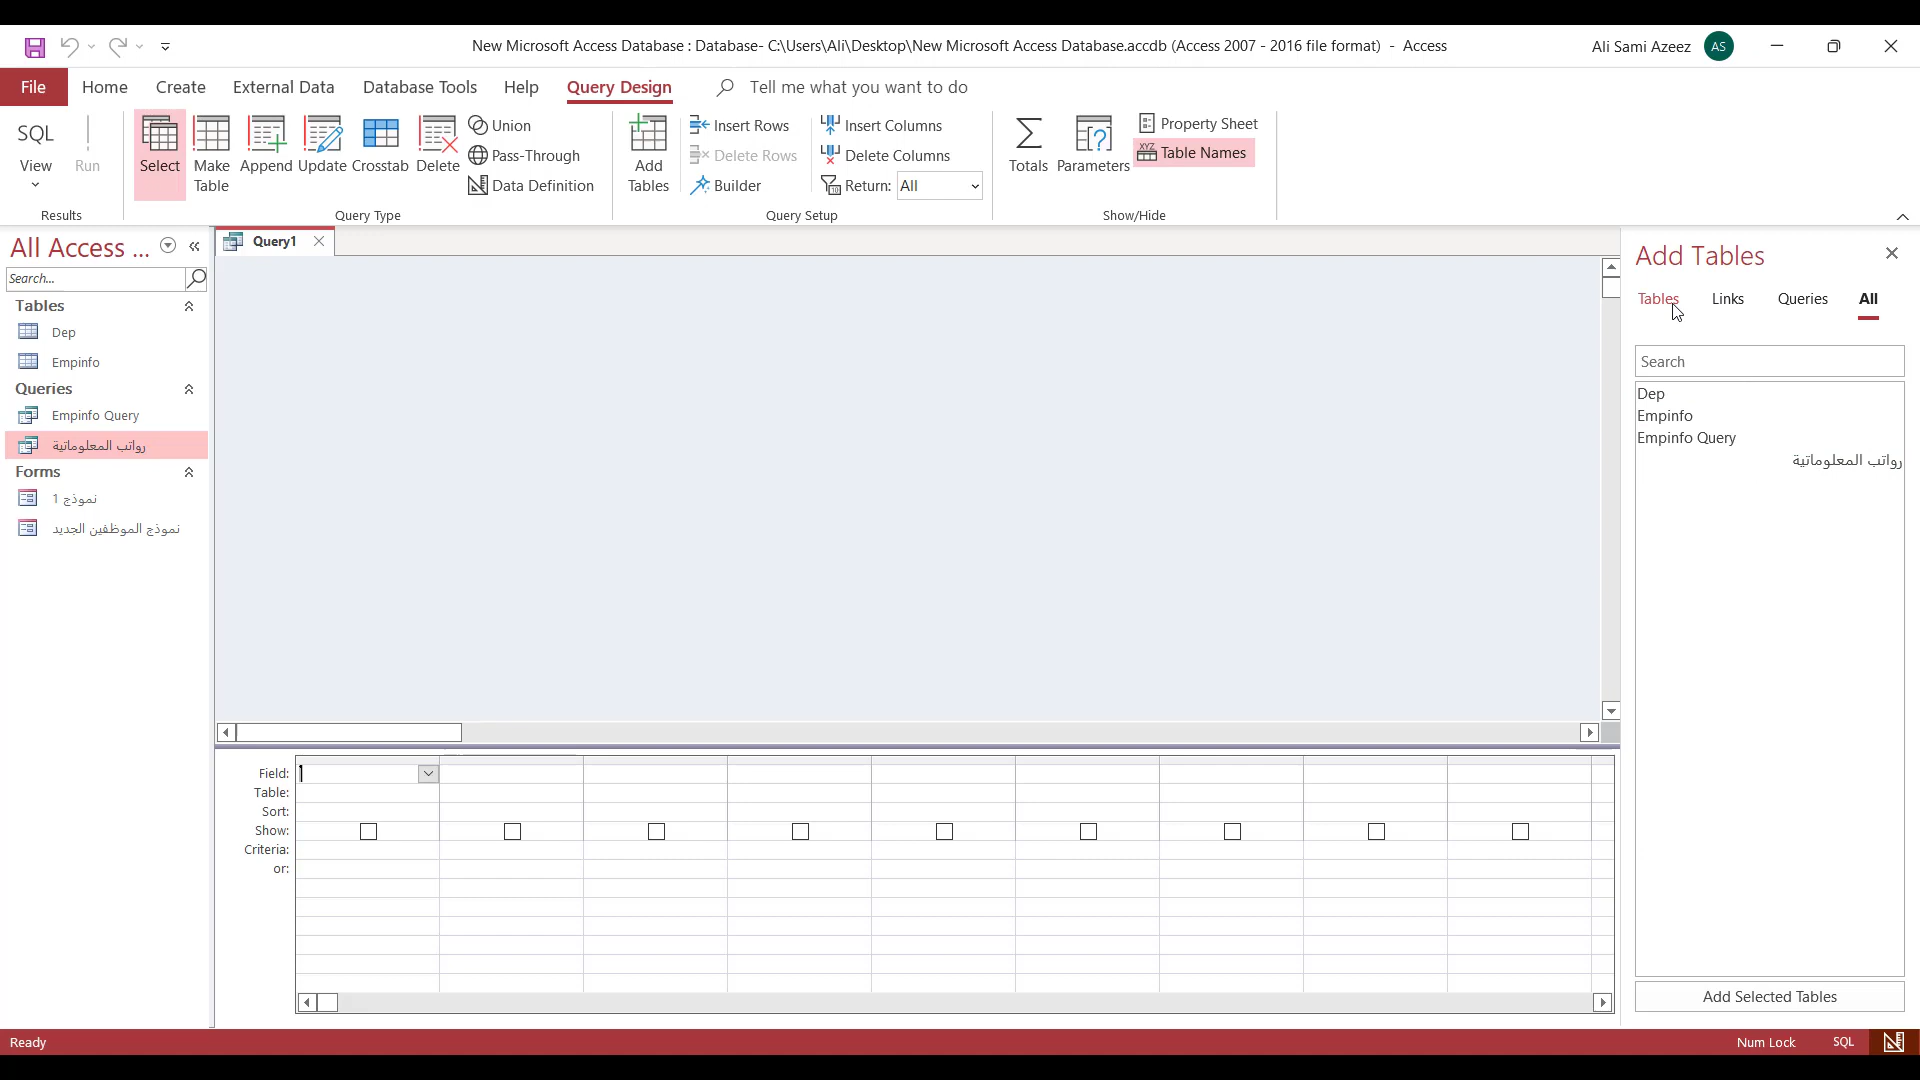 New Microsoft Access Database : Database- C:\Users\Ali\Desktop\New Microsoft Access Database.accdb (Access 2007 - 2016 file format) - Access
Ali Sami Azeez
AS
File
Home
Create
External Data
Database Tools
Help
Query Design
Tell me what you want to do
SQL
View
Run
Results
Select
Make
Table
Append
Update
Crosstab
Delete
Union
Pass-Through
Data Definition
Query Type
Add
Tables
Insert Rows
Delete Rows
Builder
Insert Columns
Delete Columns
Return: All
Query Setup
Totals
Parameters
Property Sheet
XYZ Table Names
Show/Hide
All Access ...
Search...
Tables
Dep
Empinfo
Queries
Empinfo Query
رواتب المعلوماتية
Forms
نموذج 1
نموذج الموظفين الجديد
Query1
Field:
Table:
Sort:
Show:
Criteria:
or:
Add Tables
Tables
Links
Queries
All
Search
Dep
Empinfo
Empinfo Query
رواتب المعلوماتية
Add Selected Tables
Ready
Num Lock
SQL